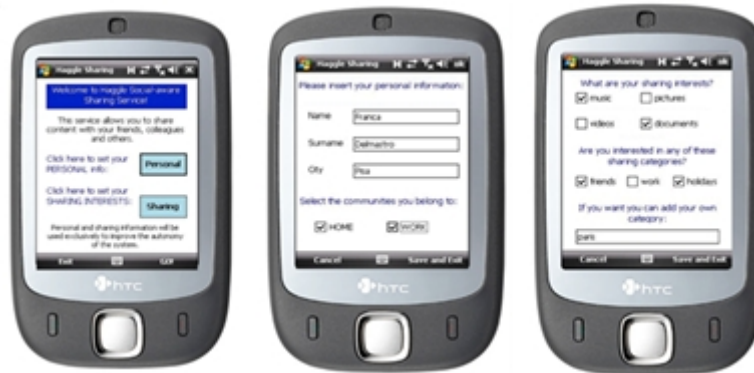 Haggle Sharing
Welcome to Haggle Social-aware
Sharing Service!
The service allows you to share
content with your friends, colleagues
and others.
Click here to set your
PERSONAL info:
Personal
Click here to set your
SHARING INTERESTS:
Sharing
Personal and sharing information will be
used exclusively to improve the autonomy
of the system.
Exit GO!
hTC
Haggle Sharing ok
Please insert your personal information:
Name Franca
Surname Delmastro
City Pisa
Select the communities you belong to:
HOME WORK
Cancel Save and Exit
hTC
Haggle Sharing ok
What are your sharing interests?
music pictures
videos documents
Are you interested in any of these
sharing categories?
friends work holidays
If you want you can add your own
category:
paris
Cancel Save and Exit
hTC